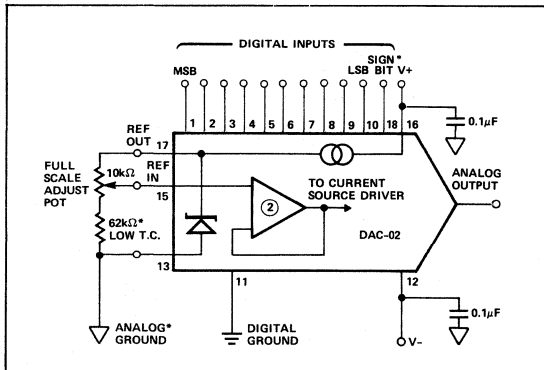 DIGITAL INPUTS
SIGN*
MSB LSB BIT V+
1 2 3 4 5 6 7 8 9 10 18 16
0.1µF
REF
OUT 17
FULL
SCALE
ADJUST
POT
10kΩ
REF
IN
15
62kΩ*
LOW T.C.
13
2
TO CURRENT
SOURCE DRIVER
DAC-02
ANALOG
OUTPUT
11
12
0.1µF
ANALOG*
GROUND
DIGITAL
GROUND
V-